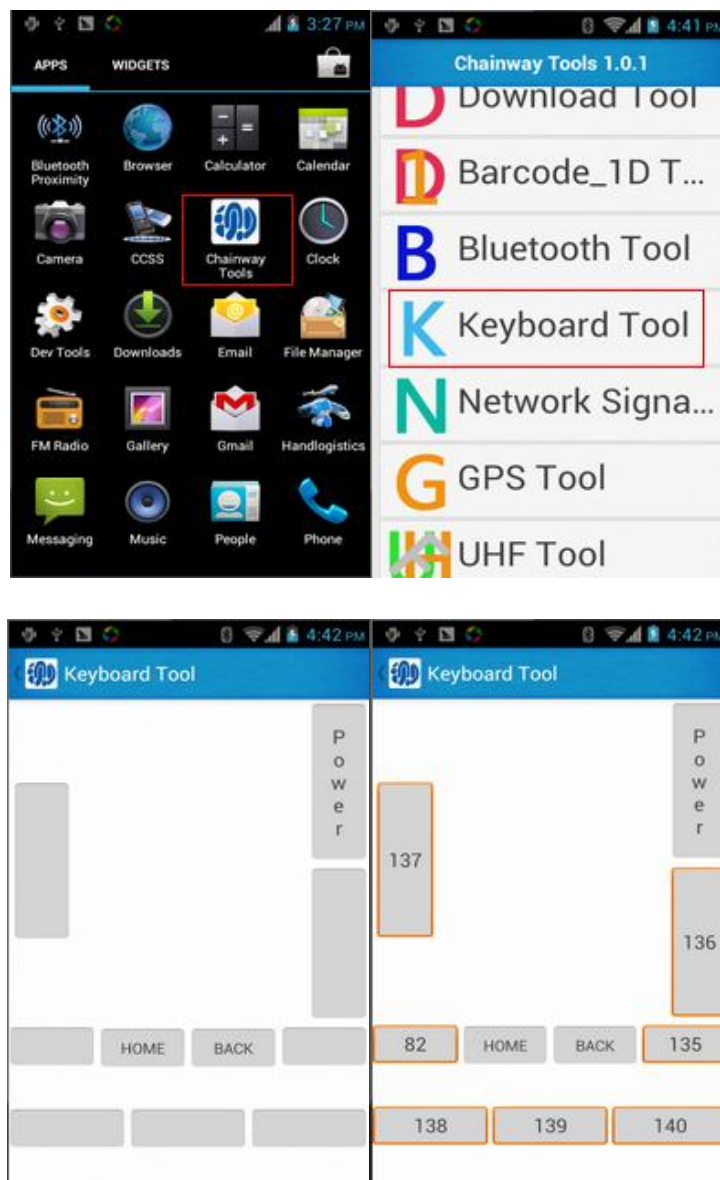 3:27 PM
APPS WIDGETS
Bluetooth Proximity Browser Calculator Calendar
Camera CCSS Chainway Tools Clock
Dev Tools Downloads Email File Manager
FM Radio Gallery Gmail Handlogistics
Messaging Music People Phone
4:41 PM
Chainway Tools 1.0.1
D Download Tool
D1 Barcode_1D T...
B Bluetooth Tool
K Keyboard Tool
N Network Signa...
G GPS Tool
UHF Tool
4:42 PM
Keyboard Tool
Power
HOME BACK
4:42 PM
Keyboard Tool
Power
137
136
82 HOME BACK 135
138 139 140